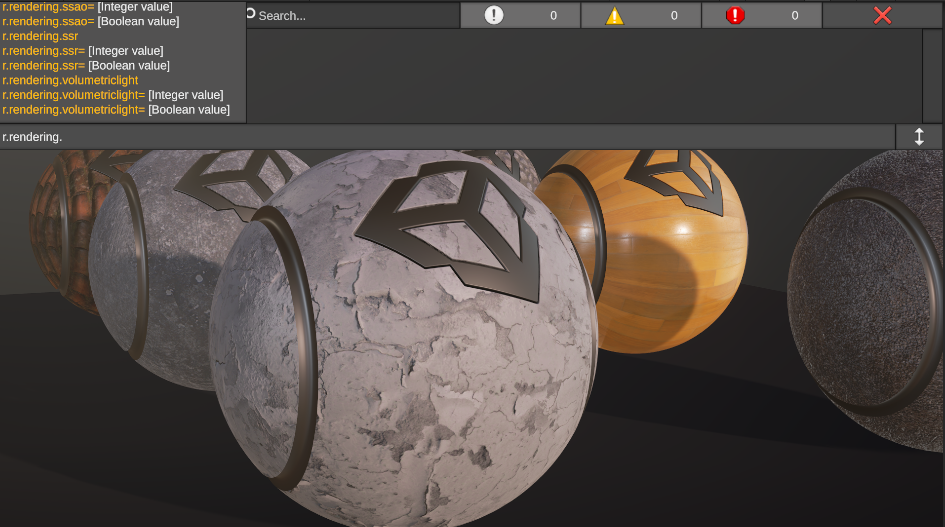 r.rendering.ssao= [Integer value]
r.rendering.ssao= [Boolean value]
r.rendering.ssr
r.rendering.ssr= [Integer value]
r.rendering.ssr= [Boolean value]
r.rendering.volumetriclight
r.rendering.volumetriclight= [Integer value]
r.rendering.volumetriclight= [Boolean value]
Search... 0 0 0
r.rendering.